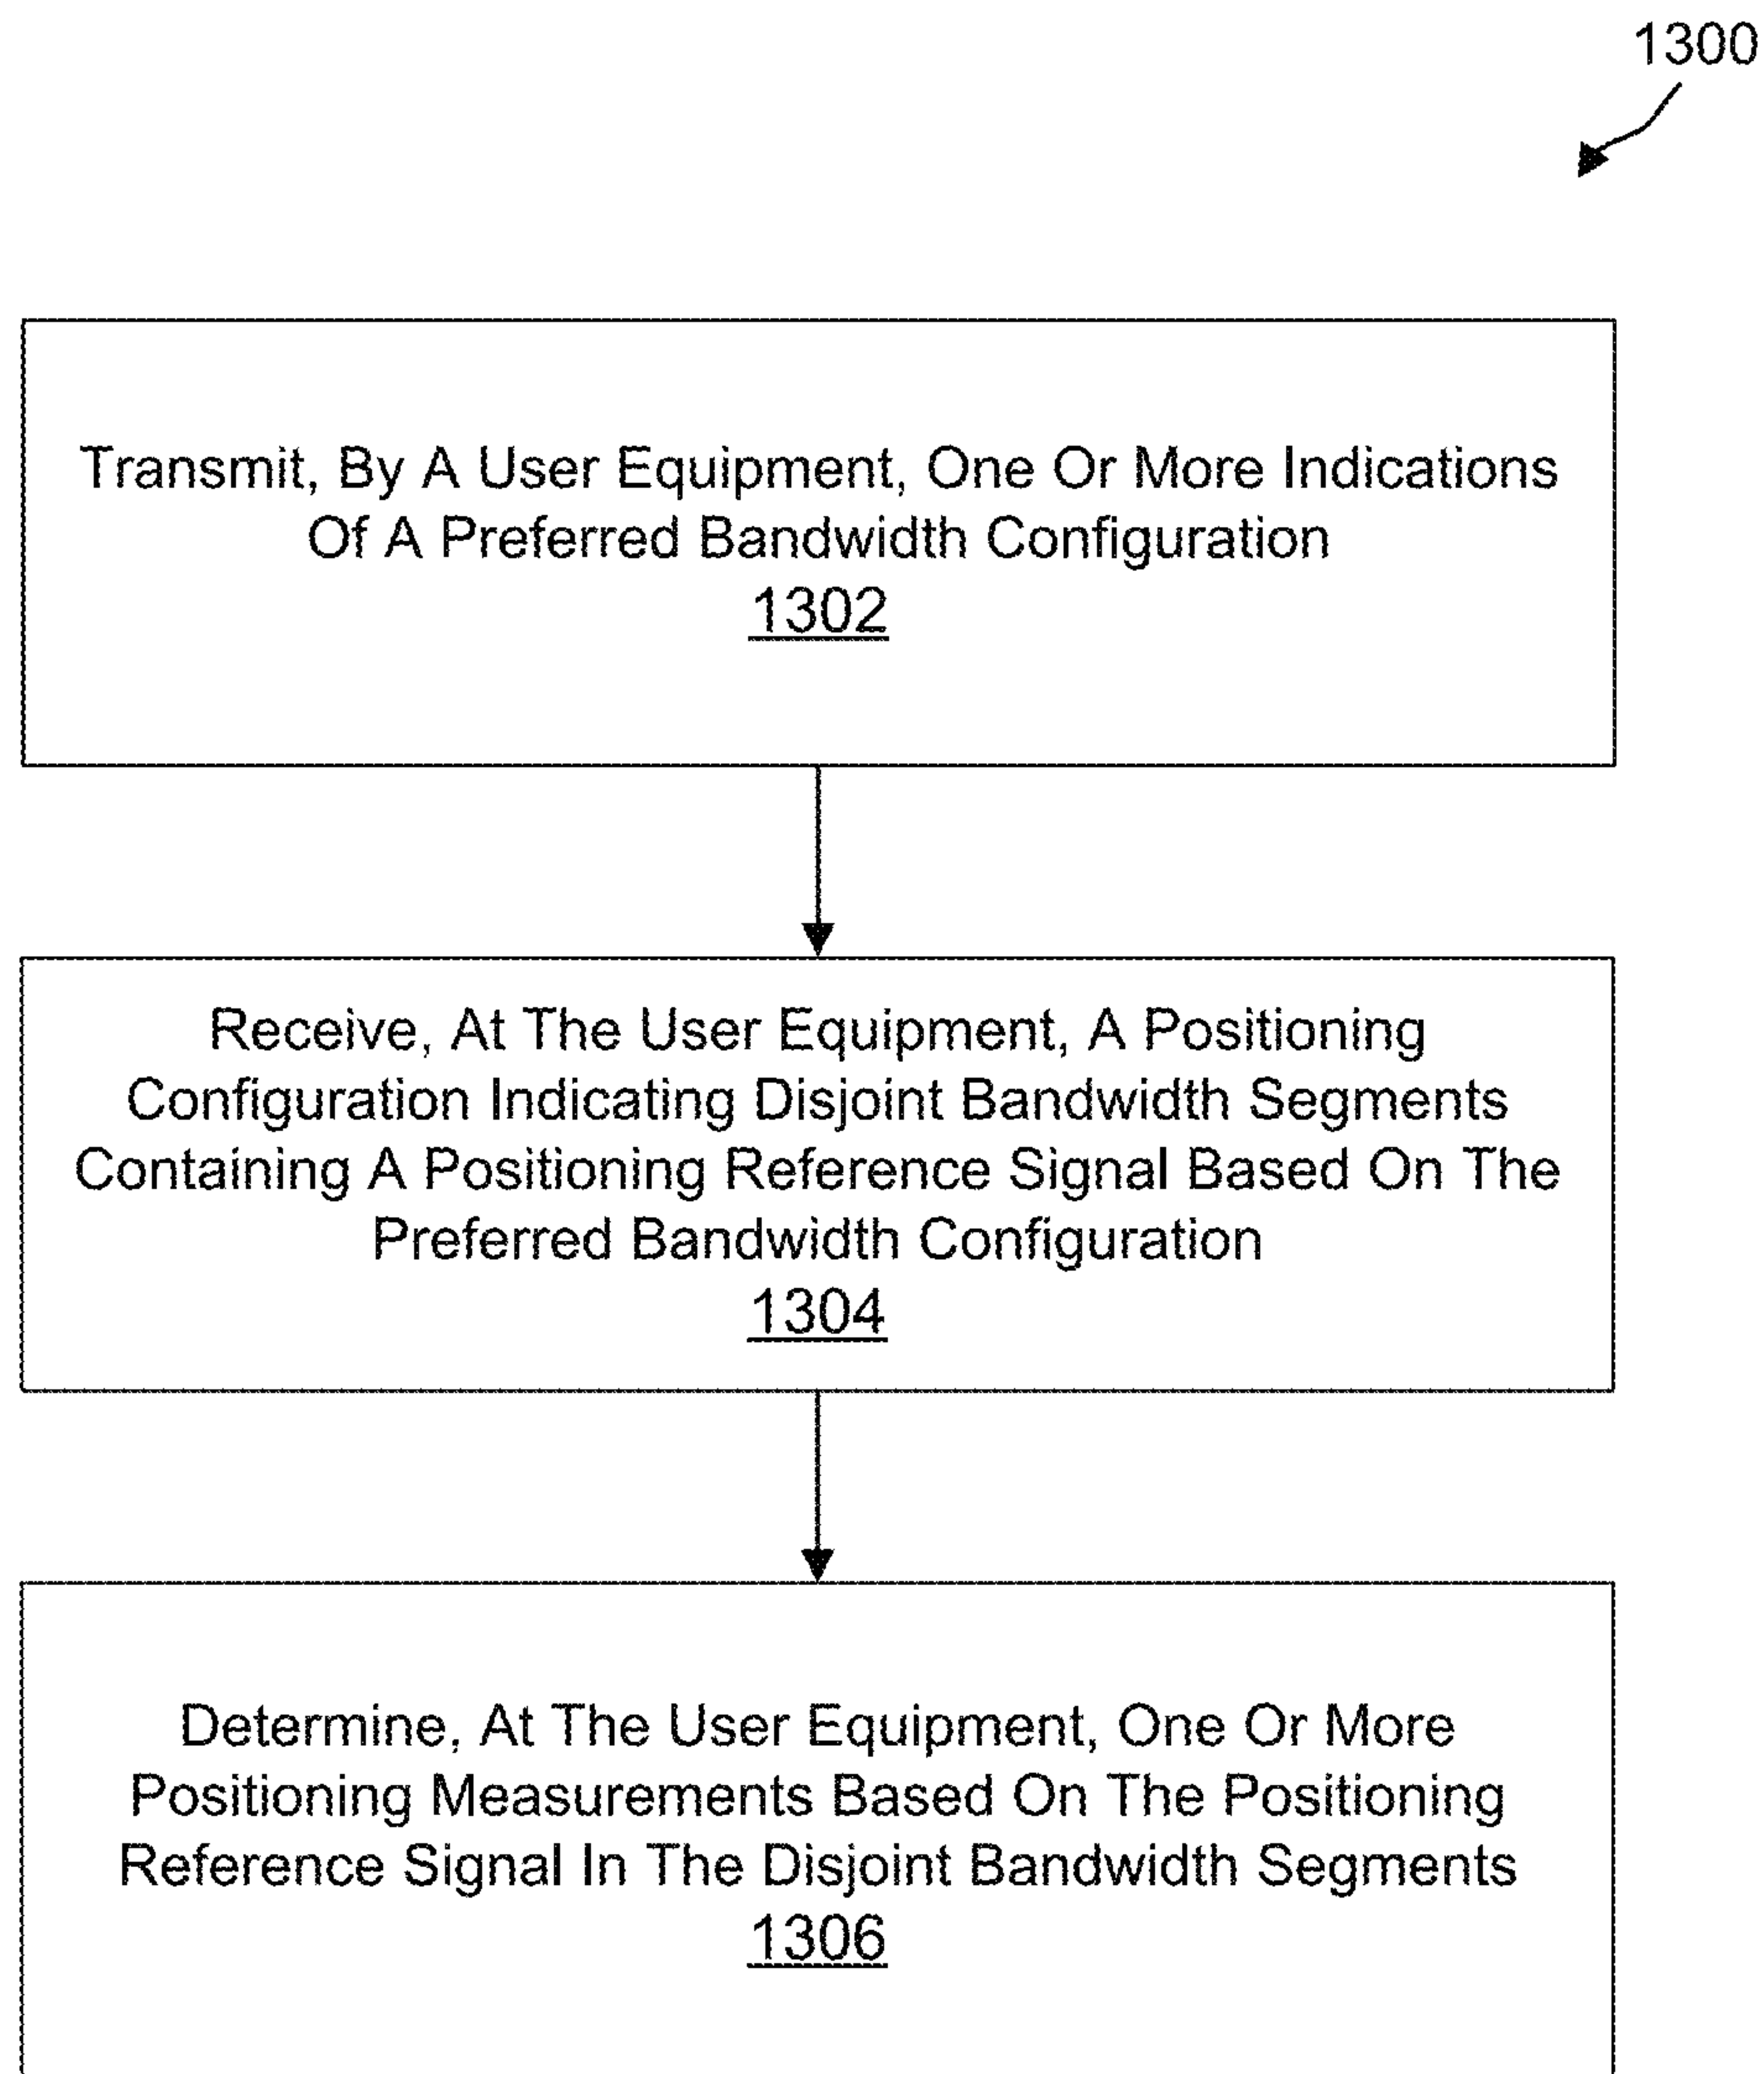 1300
Transmit, By A User Equipment, One Or More Indications
Of A Preferred Bandwidth Configuration
1302
Receive, At The User Equipment, A Positioning
Configuration Indicating Disjoint Bandwidth Segments
Containing A Positioning Reference Signal Based On The
Preferred Bandwidth Configuration
1304
Determine, At The User Equipment, One Or More
Positioning Measurements Based On The Positioning
Reference Signal In The Disjoint Bandwidth Segments
1306